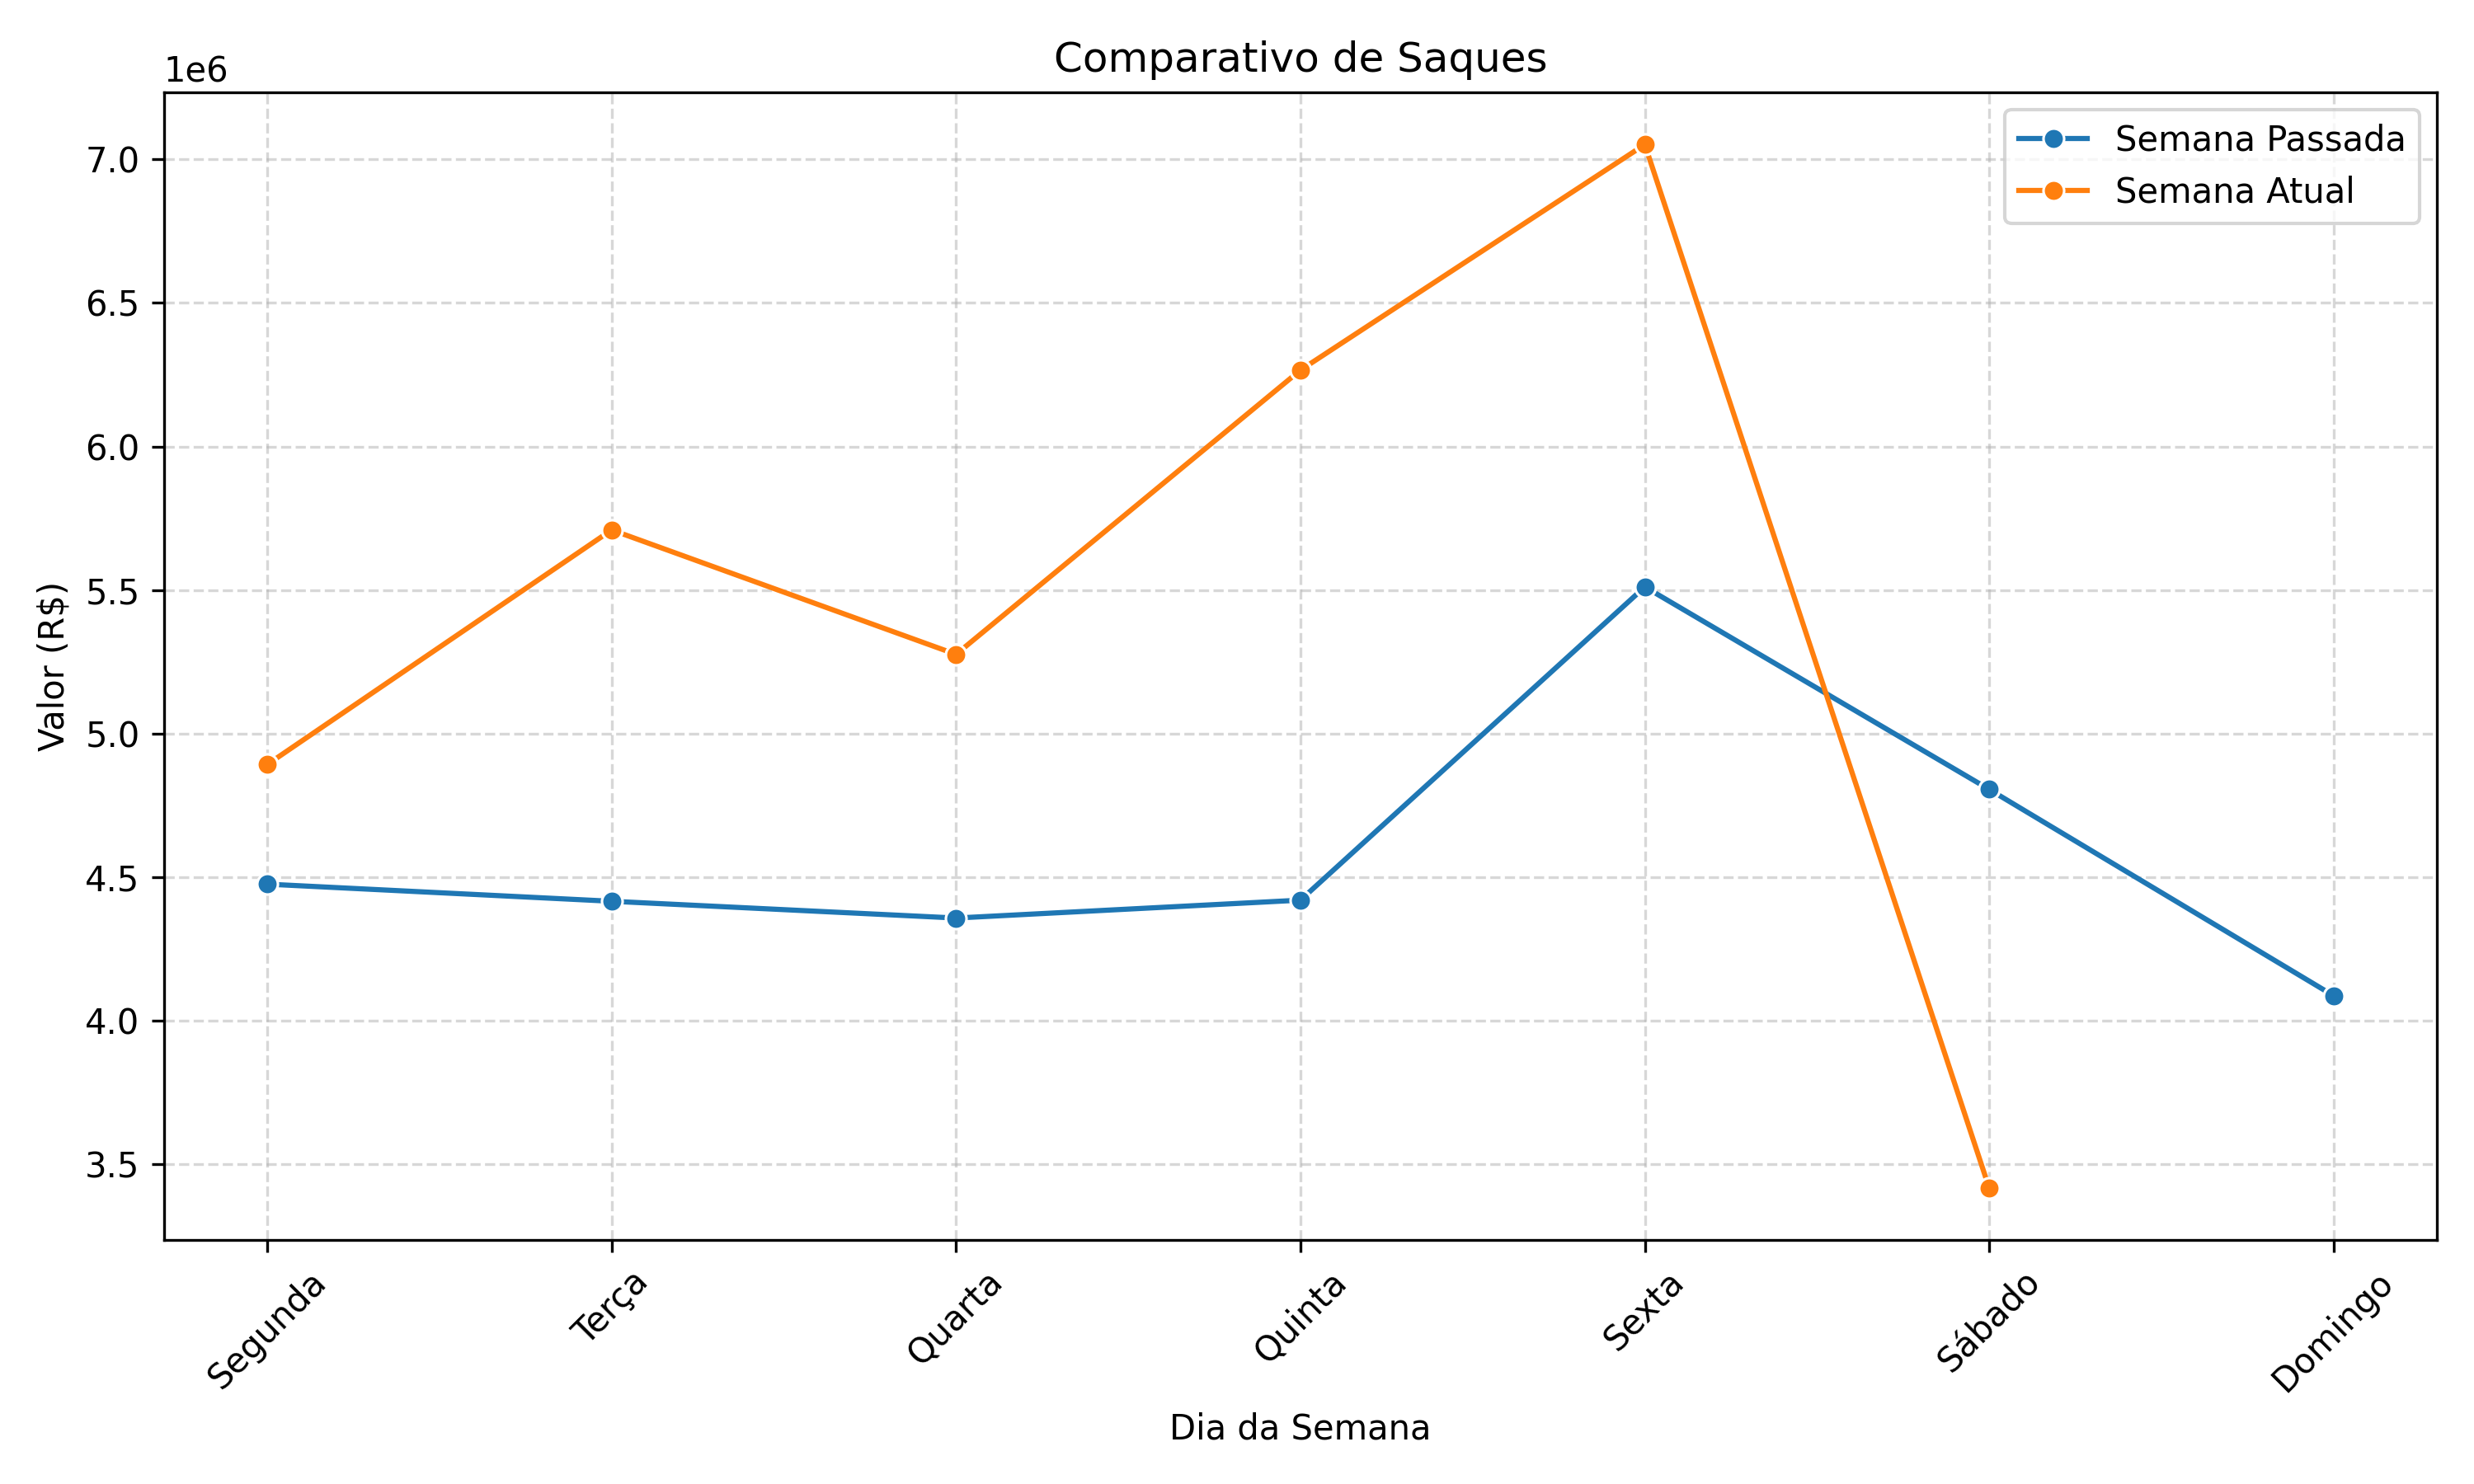 Comparativo de Saques
1e6
Semana Passada
Semana Atual
7.0
6.5
6.0
5.5
5.0
4.5
4.0
3.5
Valor (R$)
Segunda
Terça
Quarta
Quinta
Sexta
Sábado
Domingo
Dia da Semana